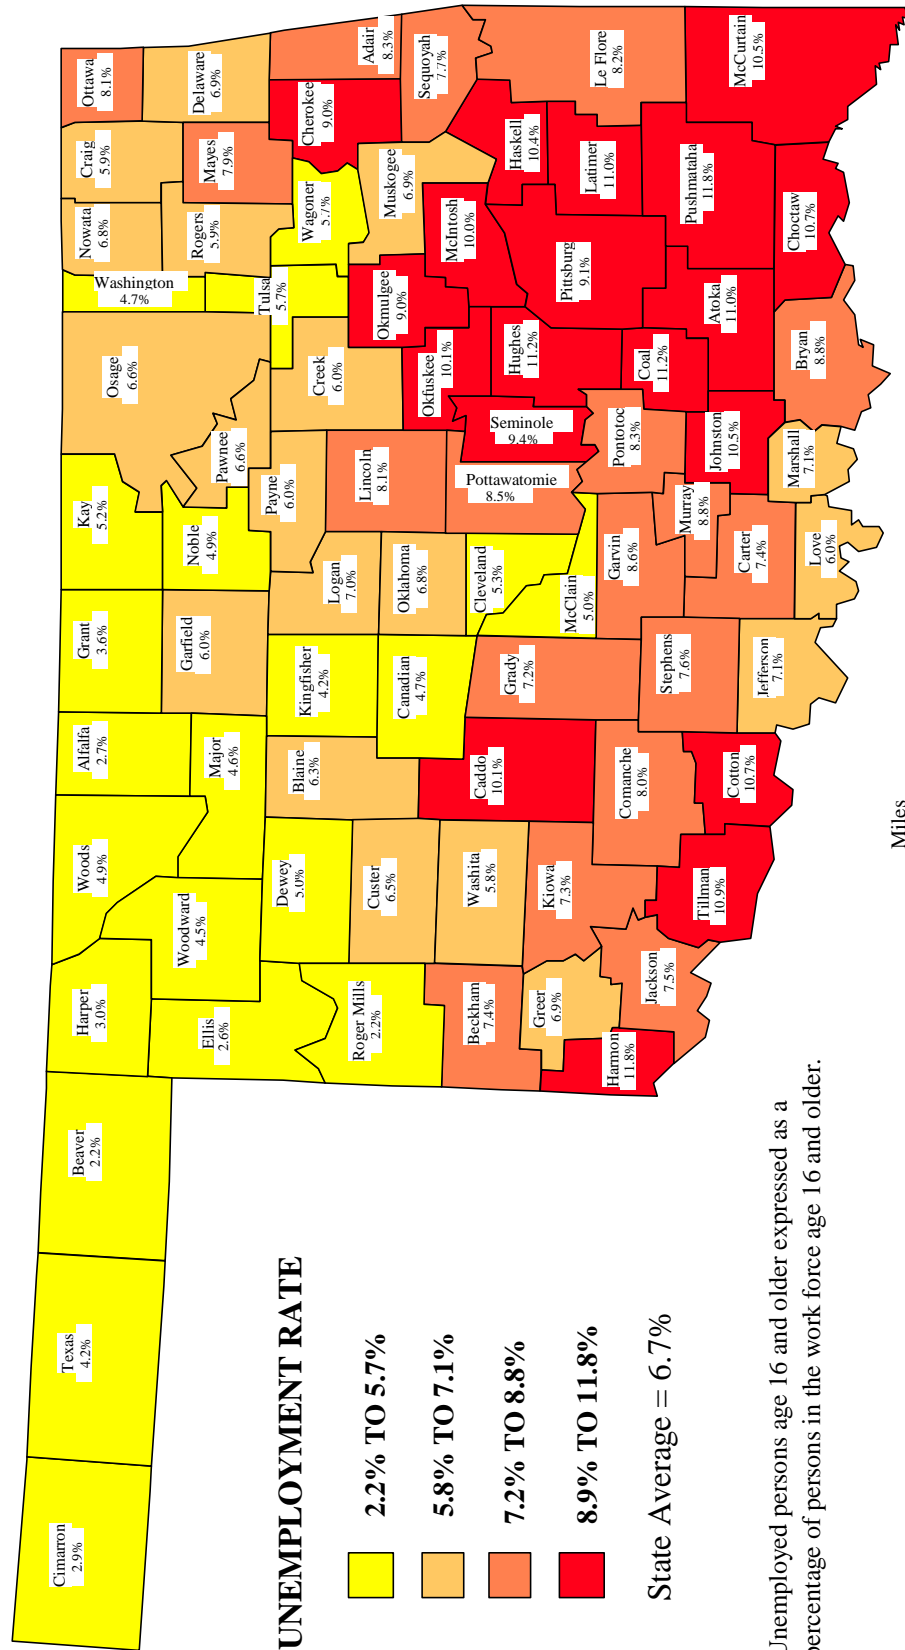 Cimarron
2.9%
Texas
4.2%
Beaver
2.2%
Harper
3.0%
Woods
4.9%
Alfalfa
2.7%
Grant
3.6%
Kay
5.2%
Osage
6.6%
Washington
4.7%
Nowata
6.8%
Craig
5.9%
Ottawa
8.1%
Ellis
2.6%
Woodward
4.5%
Major
4.6%
Garfield
6.0%
Noble
4.9%
Pawnee
6.6%
Tulsa
5.7%
Rogers
5.9%
Mayes
7.9%
Delaware
6.9%
Roger Mills
2.2%
Dewey
5.0%
Blaine
6.3%
Kingfisher
4.2%
Logan
7.0%
Payne
6.0%
Creek
6.0%
Wagoner
5.7%
Cherokee
9.0%
Adair
8.3%
Custer
6.5%
Canadian
4.7%
Oklahoma
6.8%
Lincoln
8.1%
Okfuskee
10.1%
Okmulgee
9.0%
Muskogee
6.9%
Sequoyah
7.7%
Beckham
7.4%
Washita
5.8%
Caddo
10.1%
Grady
7.2%
Cleveland
5.3%
McClain
5.0%
Pottawatomie
8.5%
Seminole
9.4%
Hughes
11.2%
McIntosh
10.0%
Haskell
10.4%
Greer
6.9%
Kiowa
7.3%
Comanche
8.0%
Garvin
8.6%
Pontotoc
8.3%
Coal
11.2%
Pittsburg
9.1%
Latimer
11.0%
Le Flore
8.2%
Harmon
11.8%
Jackson
7.5%
Tillman
10.9%
Cotton
10.7%
Stephens
7.6%
Murray
8.8%
Carter
7.4%
Johnston
10.5%
Atoka
11.0%
Pushmataha
11.8%
McCurtain
10.5%
Jefferson
7.1%
Love
6.0%
Marshall
7.1%
Bryan
8.8%
Choctaw
10.7%
UNEMPLOYMENT RATE
2.2% TO 5.7%
5.8% TO 7.1%
7.2% TO 8.8%
8.9% TO 11.8%
State Average = 6.7%
Unemployed persons age 16 and older expressed as a
percentage of persons in the work force age 16 and older.
Miles